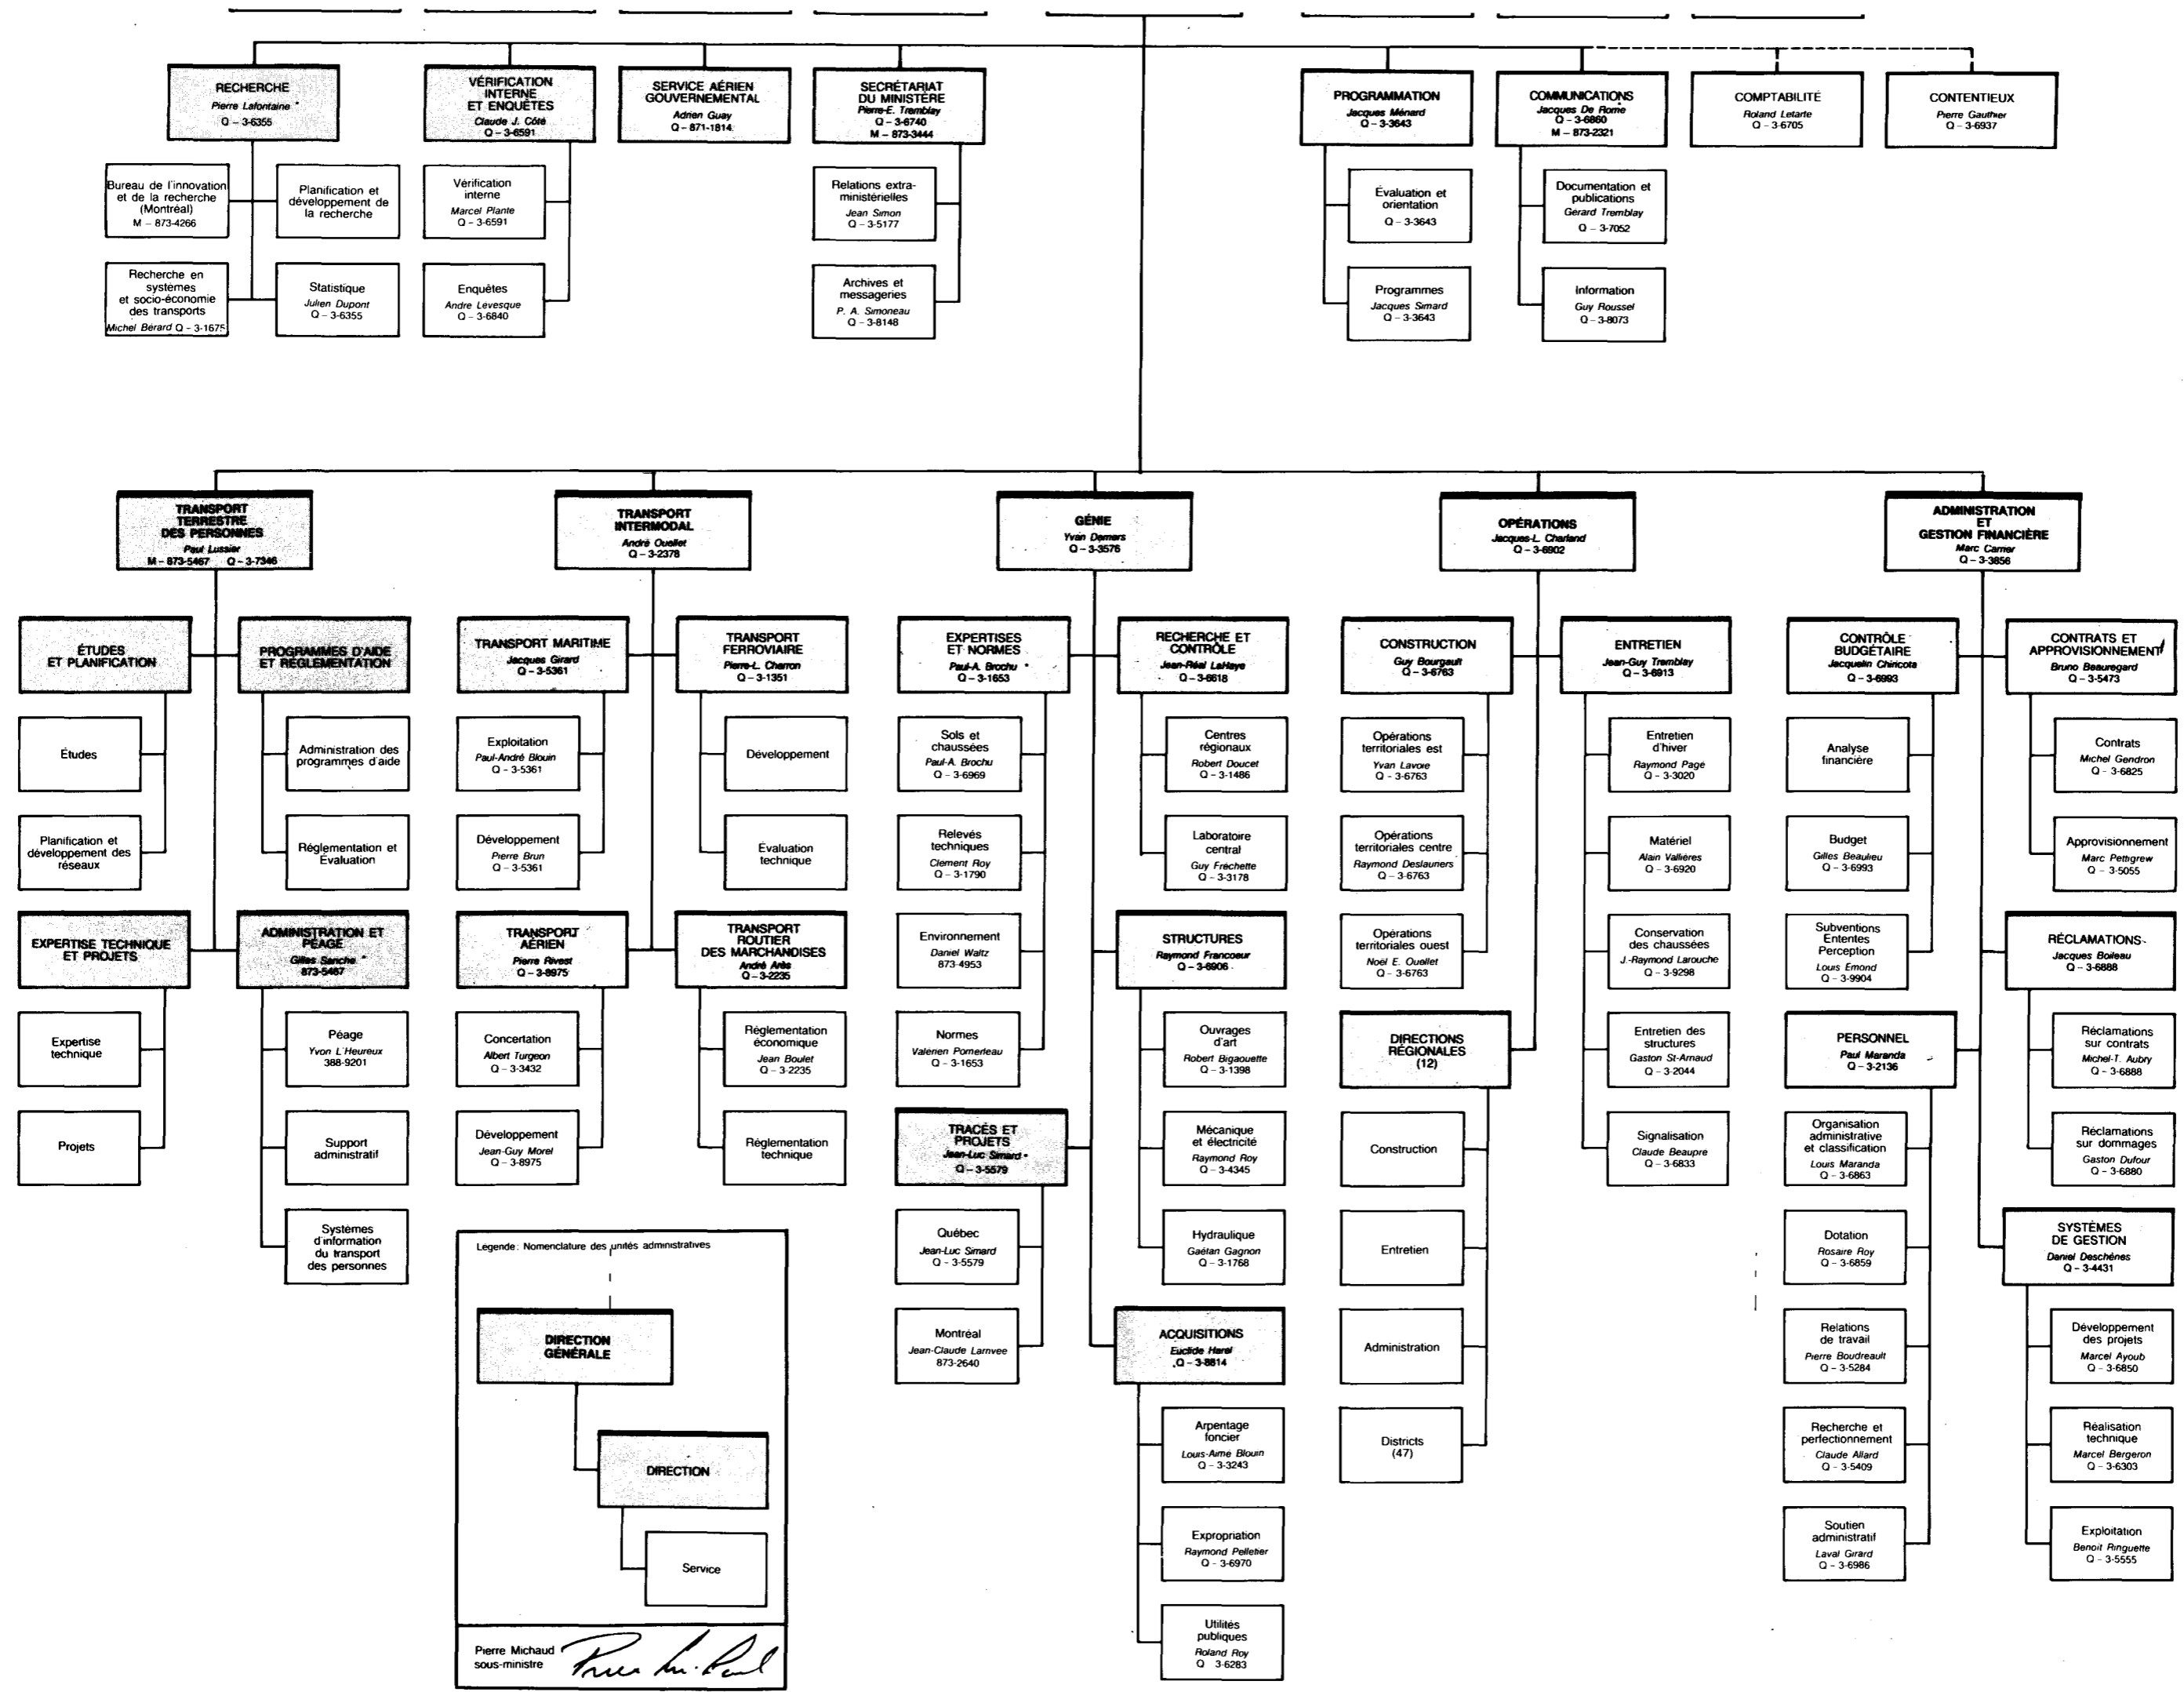 RECHERCHE
Pierre Lafontaine *
Q – 3-6355
VÉRIFICATION
INTERNE
ET ENQUÊTES
Claude J. Côté
Q – 3-6591
SERVICE AÉRIEN
GOUVERNEMENTAL
Adrien Guay
Q – 871-1814
SECRÉTARIAT
DU MINISTÈRE
Pierre-E. Tremblay
Q – 3-6740
M – 873-3444
PROGRAMMATION
Jacques Ménard
Q – 3-3643
COMMUNICATIONS
Jacques De Rome
Q – 3-6860
M – 873-2321
COMPTABILITÉ
Roland Letarte
Q – 3-6705
CONTENTIEUX
Pierre Gauthier
Q – 3-6937
Bureau de l'innovation
et de la recherche
(Montréal)
M – 873-4266
Planification et
développement de
la recherche
Vérification
interne
Marcel Plante
Q – 3-6591
Relations extra-
ministérielles
Jean Simon
Q – 3-5177
Évaluation et
orientation
Q – 3-3643
Documentation et
publications
Gérard Tremblay
Q – 3-7052
Recherche en
systèmes
et socio-économie
des transports
Michel Bérard Q – 3-1675
Statistique
Julien Dupont
Q – 3-6355
Enquêtes
Andre Levesque
Q – 3-6840
Archives et
messageries
P. A. Simoneau
Q – 3-8148
Programmes
Jacques Simard
Q – 3-3643
Information
Guy Roussel
Q – 3-8073
TRANSPORT
TERRESTRE
DES PERSONNES
Paul Lussier
M – 873-5467 Q – 3-7346
TRANSPORT
INTERMODAL
André Ouellet
Q – 3-2378
GÉNIE
Yvan Demers
Q – 3-3576
OPÉRATIONS
Jacques-L. Charland
Q – 3-6902
ADMINISTRATION
ET
GESTION FINANCIÈRE
Marc Carrier
Q – 3-3856
ÉTUDES
ET PLANIFICATION
PROGRAMMES D'AIDE
ET RÉGLEMENTATION
TRANSPORT MARITIME
Jacques Girard
Q – 3-5361
TRANSPORT
FERROVIAIRE
Pierre-L. Charron
Q – 3-1351
EXPERTISES
ET NORMES
Paul-A. Brochu *
Q – 3-1653
RECHERCHE ET
CONTRÔLE
Jean-Réal LaHaye
Q – 3-6618
CONSTRUCTION
Guy Bourgault
Q – 3-6763
ENTRETIEN
Jean-Guy Tremblay
Q – 3-6913
CONTRÔLE
BUDGÉTAIRE
Jacquelin Chiricota
Q – 3-6993
CONTRATS ET
APPROVISIONNEMENT
Bruno Beauregard
Q – 3-5473
Études
Administration des
programmes d'aide
Exploitation
Paul-André Blouin
Q – 3-5361
Développement
Sols et
chaussées
Paul-A. Brochu
Q – 3-6969
Centres
régionaux
Robert Doucet
Q – 3-1486
Opérations
territoriales est
Yvan Lavoie
Q – 3-6763
Entretien
d'hiver
Raymond Pagé
Q – 3-3020
Analyse
financière
Contrats
Michel Gendron
Q – 3-6825
Planification et
développement des
réseaux
Réglementation et
Évaluation
Développement
Pierre Brun
Q – 3-5361
Évaluation
technique
Relevés
techniques
Clement Roy
Q – 3-1790
Laboratoire
central
Guy Fréchette
Q – 3-3178
Opérations
territoriales centre
Raymond Deslauriers
Q – 3-6763
Matériel
Alain Vallières
Q – 3-6920
Budget
Gilles Beaulieu
Q – 3-6993
Approvisionnement
Marc Pettigrew
Q – 3-5055
EXPERTISE TECHNIQUE
ET PROJETS
ADMINISTRATION ET
PÉAGE
Gilles Sariche *
873-5467
TRANSPORT
AÉRIEN
Pierre Rivest
Q – 3-8975
TRANSPORT
ROUTIER
DES MARCHANDISES
André Arès
Q – 3-2235
Environnement
Daniel Waltz
873-4953
STRUCTURES
Raymond Francoeur
Q – 3-6906
Opérations
territoriales ouest
Noël E. Ouellet
Q – 3-6763
Conservation
des chaussées
J.-Raymond Larouche
Q – 3-9298
Subventions
Ententes
Perception
Louis Émond
Q – 3-9904
RÉCLAMATIONS
Jacques Boileau
Q – 3-6888
Expertise
technique
Péage
Yvon L'Heureux
388-9201
Concertation
Albert Turgeon
Q – 3-3432
Réglementation
économique
Jean Boulet
Q – 3-2235
Normes
Valérien Pomerleau
Q – 3-1653
Ouvrages
d'art
Robert Bigaouette
Q – 3-1398
DIRECTIONS
RÉGIONALES
(12)
Entretien des
structures
Gaston St-Arnaud
Q – 3-2044
PERSONNEL
Paul Maranda
Q – 3-2136
Réclamations
sur contrats
Michel-T. Aubry
Q – 3-6888
Projets
Support
administratif
Développement
Jean-Guy Morel
Q – 3-8975
Réglementation
technique
TRACÉS ET
PROJETS
Jean-Luc Simard *
Q – 3-5579
Mécanique
et électricité
Raymond Roy
Q – 3-4345
Construction
Signalisation
Claude Beaupre
Q – 3-6833
Organisation
administrative
et classification
Louis Maranda
Q – 3-6863
Réclamations
sur dommages
Gaston Dufour
Q – 3-6880
Systèmes
d'information
du transport
des personnes
Québec
Jean-Luc Simard
Q – 3-5579
Hydraulique
Gaétan Gagnon
Q – 3-1768
Entretien
Dotation
Rosaire Roy
Q – 3-6859
SYSTÈMES
DE GESTION
Daniel Deschênes
Q – 3-4431
Montréal
Jean-Claude Larrivee
873-2640
ACQUISITIONS
Euclide Harel
Q – 3-8814
Administration
Relations
de travail
Pierre Boudreault
Q – 3-5284
Développement
des projets
Marcel Ayoub
Q – 3-6850
Arpentage
foncier
Louis-Aimé Blouin
Q – 3-3243
Districts
(47)
Recherche et
perfectionnement
Claude Allard
Q – 3-5409
Réalisation
technique
Marcel Bergeron
Q – 3-6303
Expropriation
Raymond Pelletier
Q – 3-6970
Soutien
administratif
Laval Girard
Q – 3-6986
Exploitation
Benoit Ringuette
Q – 3-5555
Utilités
publiques
Roland Roy
Q 3-6283
Legende: Nomenclature des unités administratives
DIRECTION
GÉNÉRALE
DIRECTION
Service
Pierre Michaud
sous-ministre